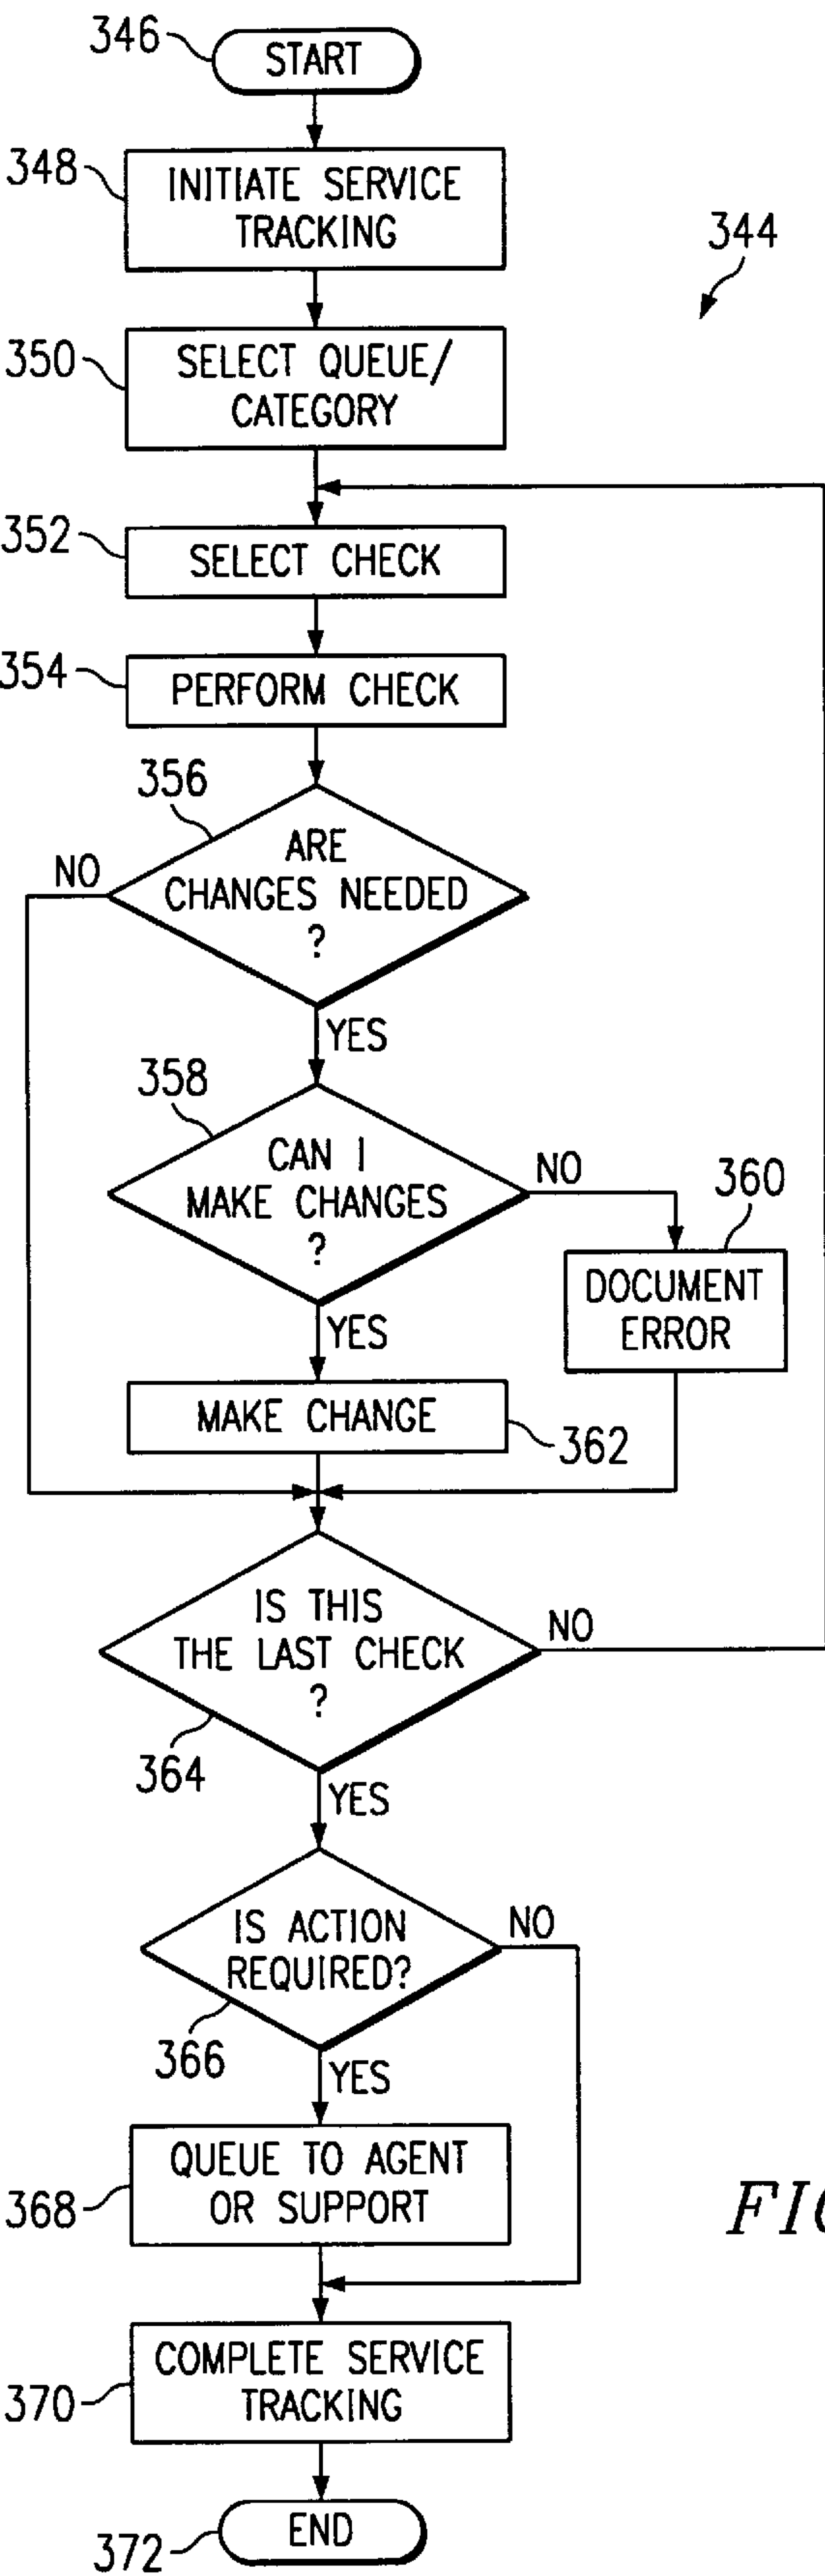 346
START
348
INITIATE SERVICE
TRACKING
344
350
SELECT QUEUE/
CATEGORY
352
SELECT CHECK
354
PERFORM CHECK
356
ARE
CHANGES NEEDED
?
NO
YES
358
CAN I
MAKE CHANGES
?
NO
360
DOCUMENT
ERROR
YES
MAKE CHANGE
362
IS THIS
THE LAST CHECK
?
NO
364
YES
IS ACTION
REQUIRED?
NO
366
YES
QUEUE TO AGENT
OR SUPPORT
368
COMPLETE SERVICE
TRACKING
370
END
372